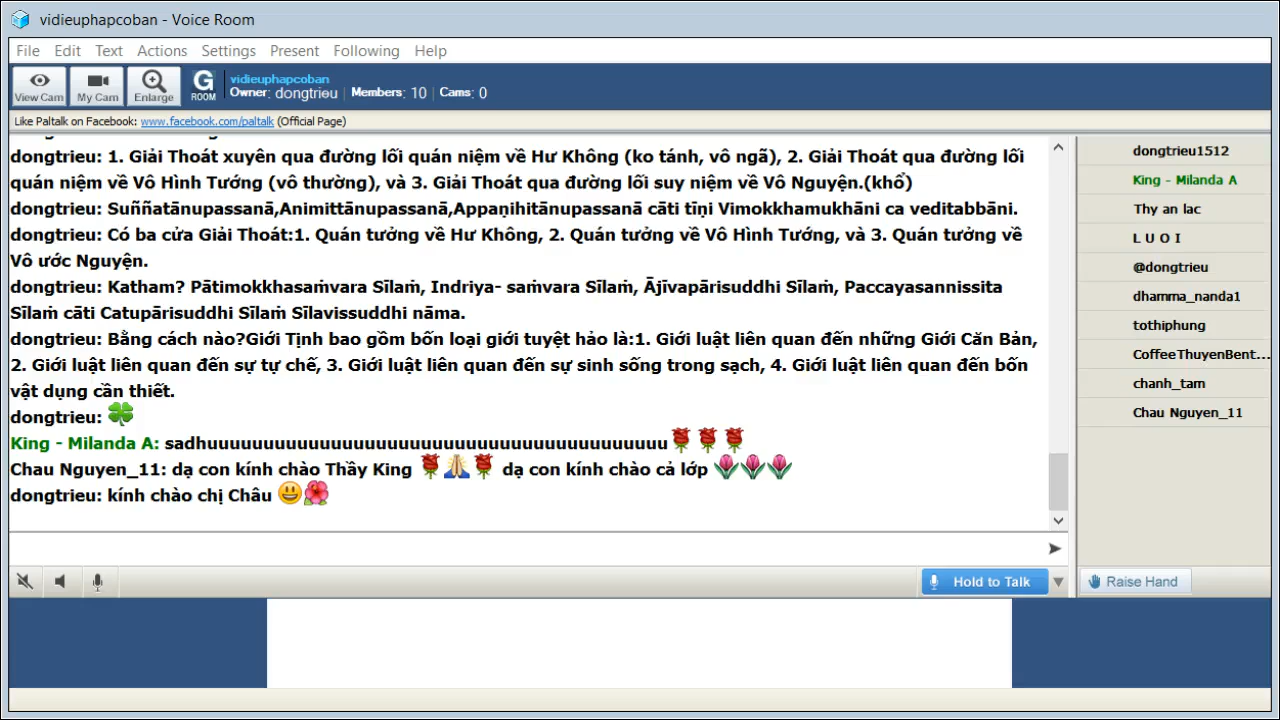 vidieuphapcoban - Voice Room
File Edit Text Actions Settings Present Following Help
View Cam My Cam Enlarge G ROOM
vidieuphapcoban
Owner: dongtrieu | Members: 10 | Cams: 0
Like Paltalk on Facebook: www.facebook.com/paltalk (Official Page)
dongtrieu: 1. Giải Thoát xuyên qua đường lối quán niệm về Hư Không (ko tánh, vô ngã), 2. Giải Thoát qua đường lối
quán niệm về Vô Hình Tướng (vô thường), và 3. Giải Thoát qua đường lối suy niệm về Vô Nguyện.(khổ)
dongtrieu: Suññatānupassanā,Animittānupassanā,Appaṇihitānupassanā cāti tīṇi Vimokkhamukhāni ca veditabbāni.
dongtrieu: Có ba cửa Giải Thoát:1. Quán tưởng về Hư Không, 2. Quán tưởng về Vô Hình Tướng, và 3. Quán tưởng về
Vô ước Nguyện.
dongtrieu: Katham? Pātimokkhasaṁvara Sīlaṁ, Indriya- saṁvara Sīlaṁ, Ājīvapārisuddhi Sīlaṁ, Paccayasannissita
Sīlaṁ cāti Catupārisuddhi Sīlaṁ Sīlavissuddhi nāma.
dongtrieu: Bằng cách nào?Giới Tịnh bao gồm bốn loại giới tuyệt hảo là:1. Giới luật liên quan đến những Giới Căn Bản,
2. Giới luật liên quan đến sự tự chế, 3. Giới luật liên quan đến sự sinh sống trong sạch, 4. Giới luật liên quan đến bốn
vật dụng cần thiết.
dongtrieu: 🍀
King - Milanda A: sadhuuuuuuuuuuuuuuuuuuuuuuuuuuuuuuuuuuuuuuuuu🌹🌹🌹
Chau Nguyen_11: dạ con kính chào Thầy King 🌹🙏🌹 dạ con kính chào cả lớp 🌷🌷🌷
dongtrieu: kính chào chị Châu 😃🌺
dongtrieu1512
King - Milanda A
Thy an lac
L U O I
@dongtrieu
dhamma_nanda1
tothiphung
CoffeeThuyenBent...
chanh_tam
Chau Nguyen_11
Hold to Talk
Raise Hand